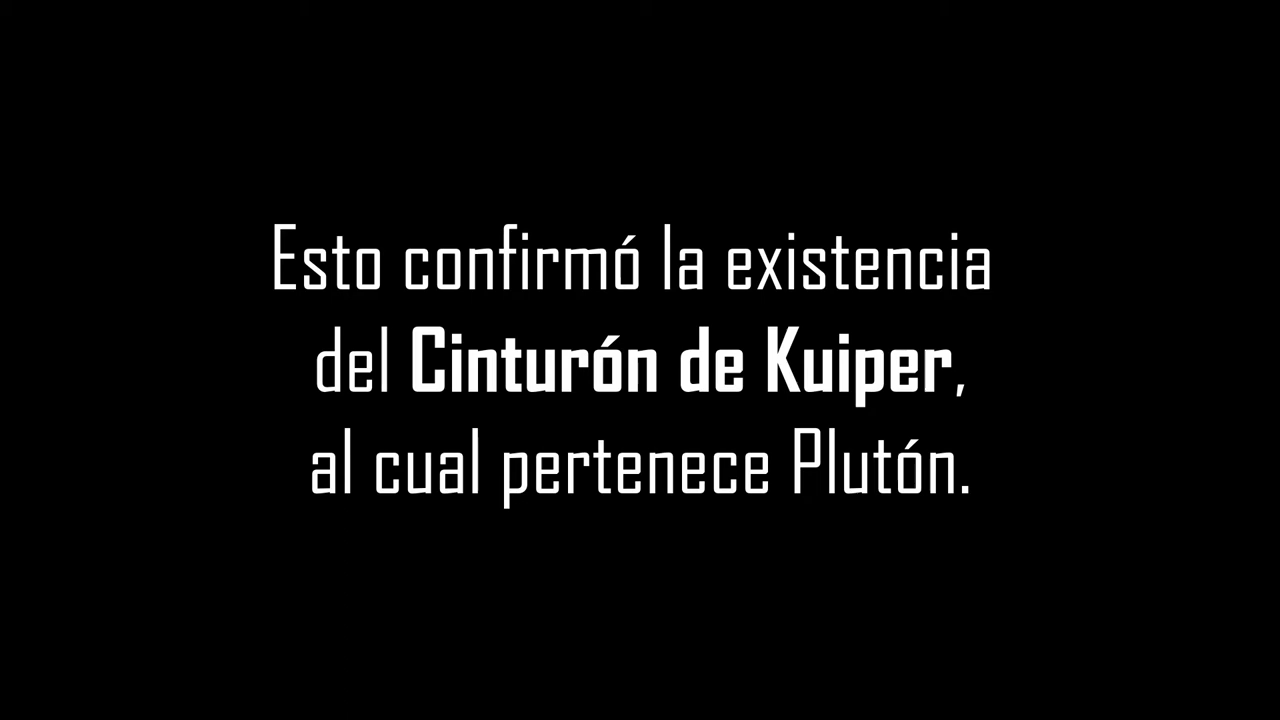 Esto confirmó la existencia
del Cinturón de Kuiper,
al cual pertenece Plutón.